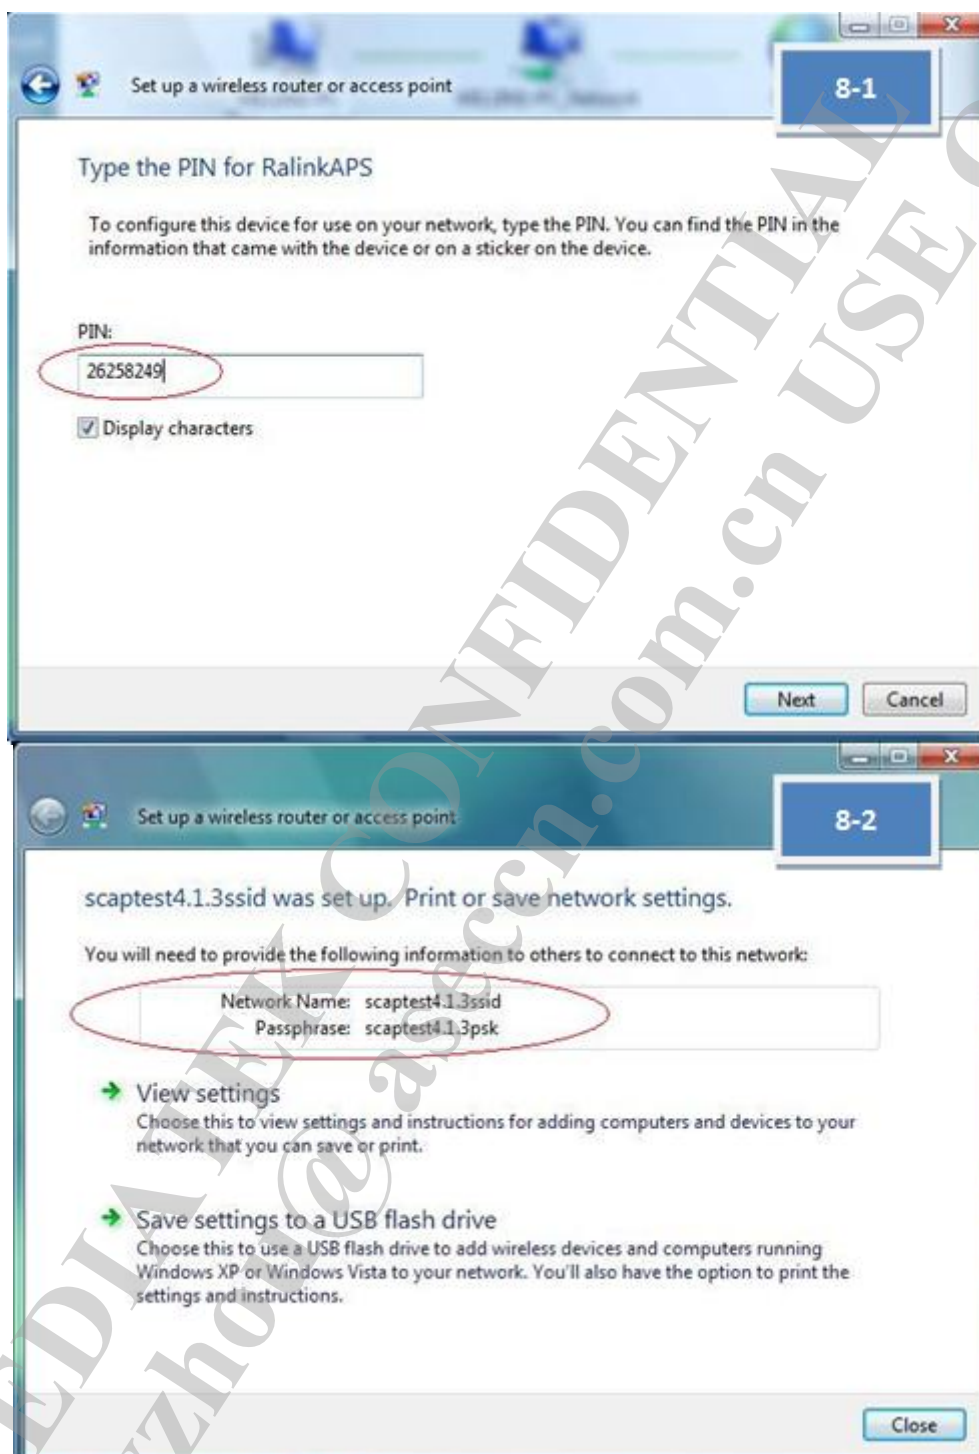 Set up a wireless router or access point
8-1
Type the PIN for RalinkAPS
To configure this device for use on your network, type the PIN. You can find the PIN in the
information that came with the device or on a sticker on the device.
PIN:
26258249
Display characters
Next Cancel
Set up a wireless router or access point
8-2
scaptest4.1.3ssid was set up. Print or save network settings.
You will need to provide the following information to others to connect to this network:
Network Name: scaptest4.1.3ssid
Passphrase: scaptest4.1.3psk
View settings
Choose this to view settings and instructions for adding computers and devices to your
network that you can save or print.
Save settings to a USB flash drive
Choose this to use a USB flash drive to add wireless devices and computers running
Windows XP or Windows Vista to your network. You'll also have the option to print the
settings and instructions.
Close
EDIATEK CONFIDENTIAL
zhou@aseccn.com.cn USE